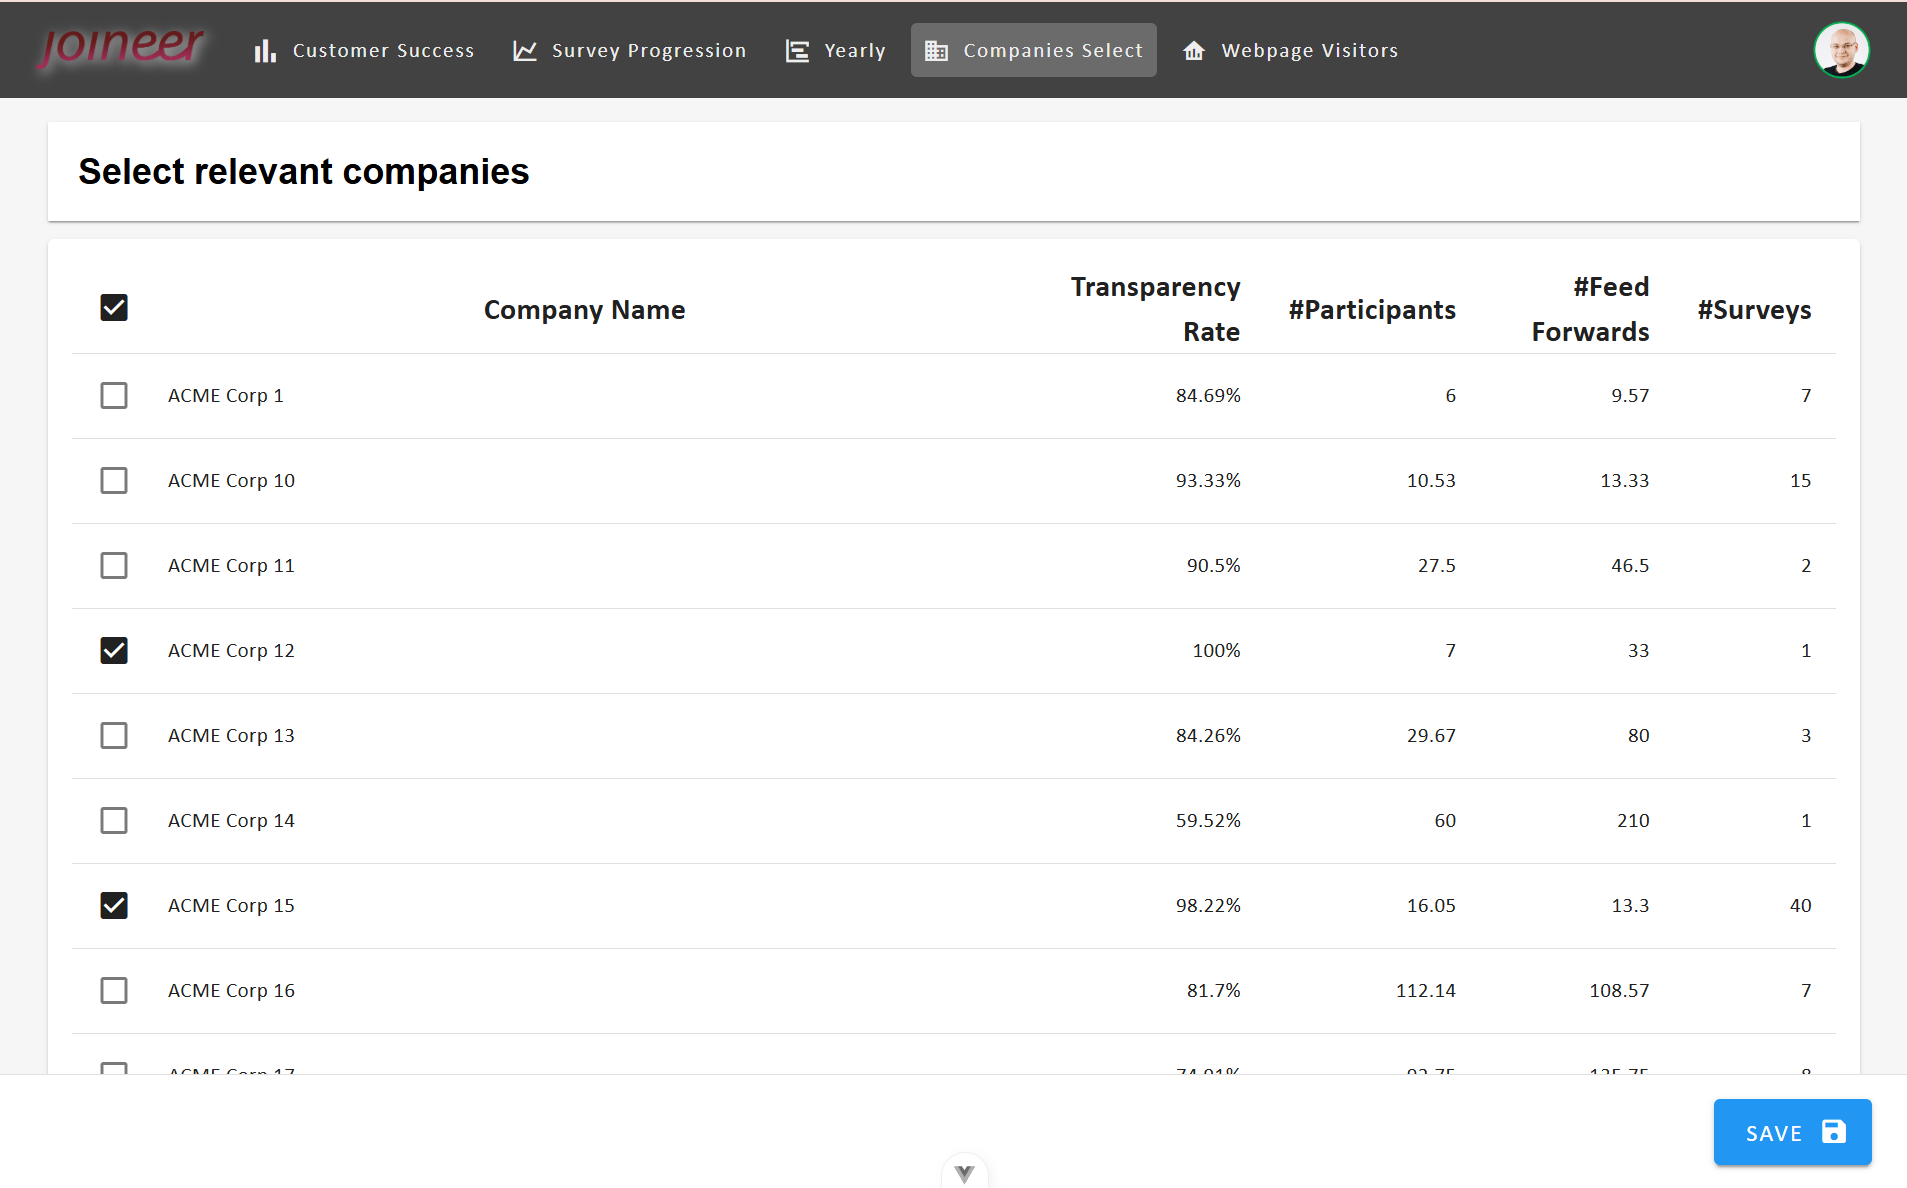 joineer
Customer Success
Survey Progression
Yearly
Companies Select
Webpage Visitors
Select relevant companies
Company Name
Transparency
Rate
#Participants
#Feed
Forwards
#Surveys
ACME Corp 1 84.69% 6 9.57 7
ACME Corp 10 93.33% 10.53 13.33 15
ACME Corp 11 90.5% 27.5 46.5 2
ACME Corp 12 100% 7 33 1
ACME Corp 13 84.26% 29.67 80 3
ACME Corp 14 59.52% 60 210 1
ACME Corp 15 98.22% 16.05 13.3 40
ACME Corp 16 81.7% 112.14 108.57 7
ACME Corp 17
SAVE